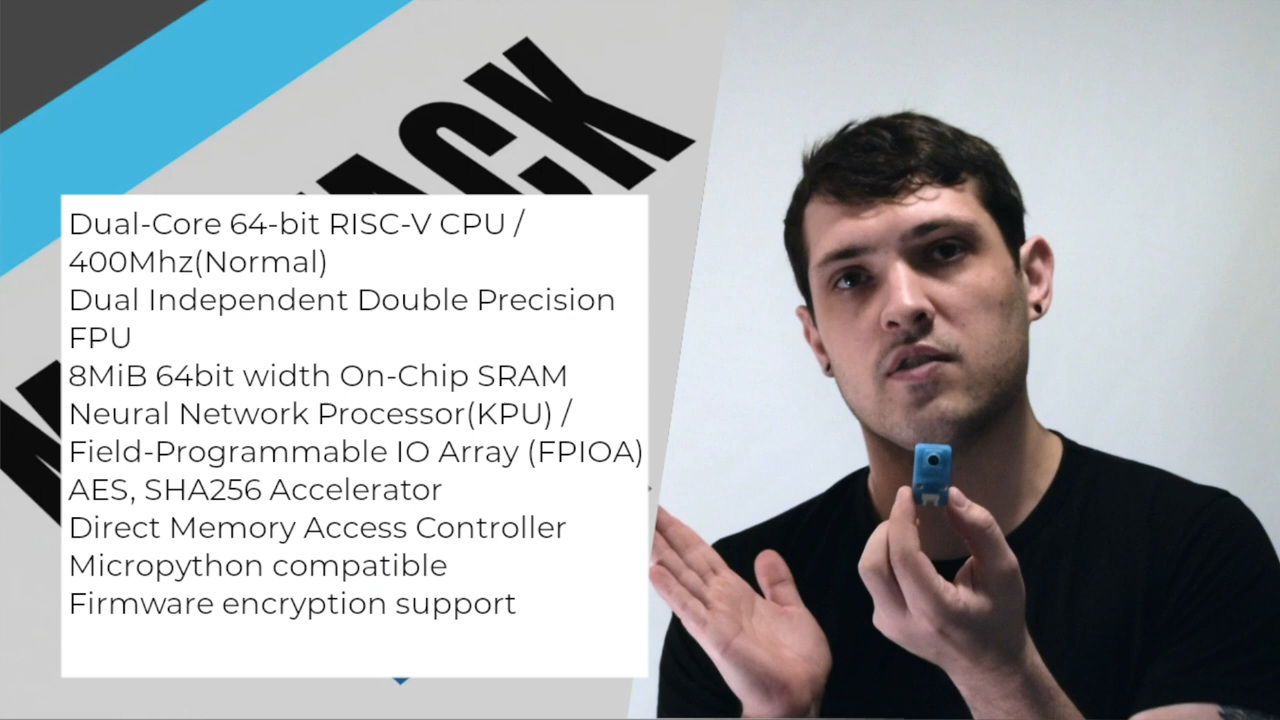 ACK
Dual-Core 64-bit RISC-V CPU /
400Mhz(Normal)
Dual Independent Double Precision
FPU
8MiB 64bit width On-Chip SRAM
Neural Network Processor(KPU) /
Field-Programmable IO Array (FPIOA)
AES, SHA256 Accelerator
Direct Memory Access Controller
Micropython compatible
Firmware encryption support